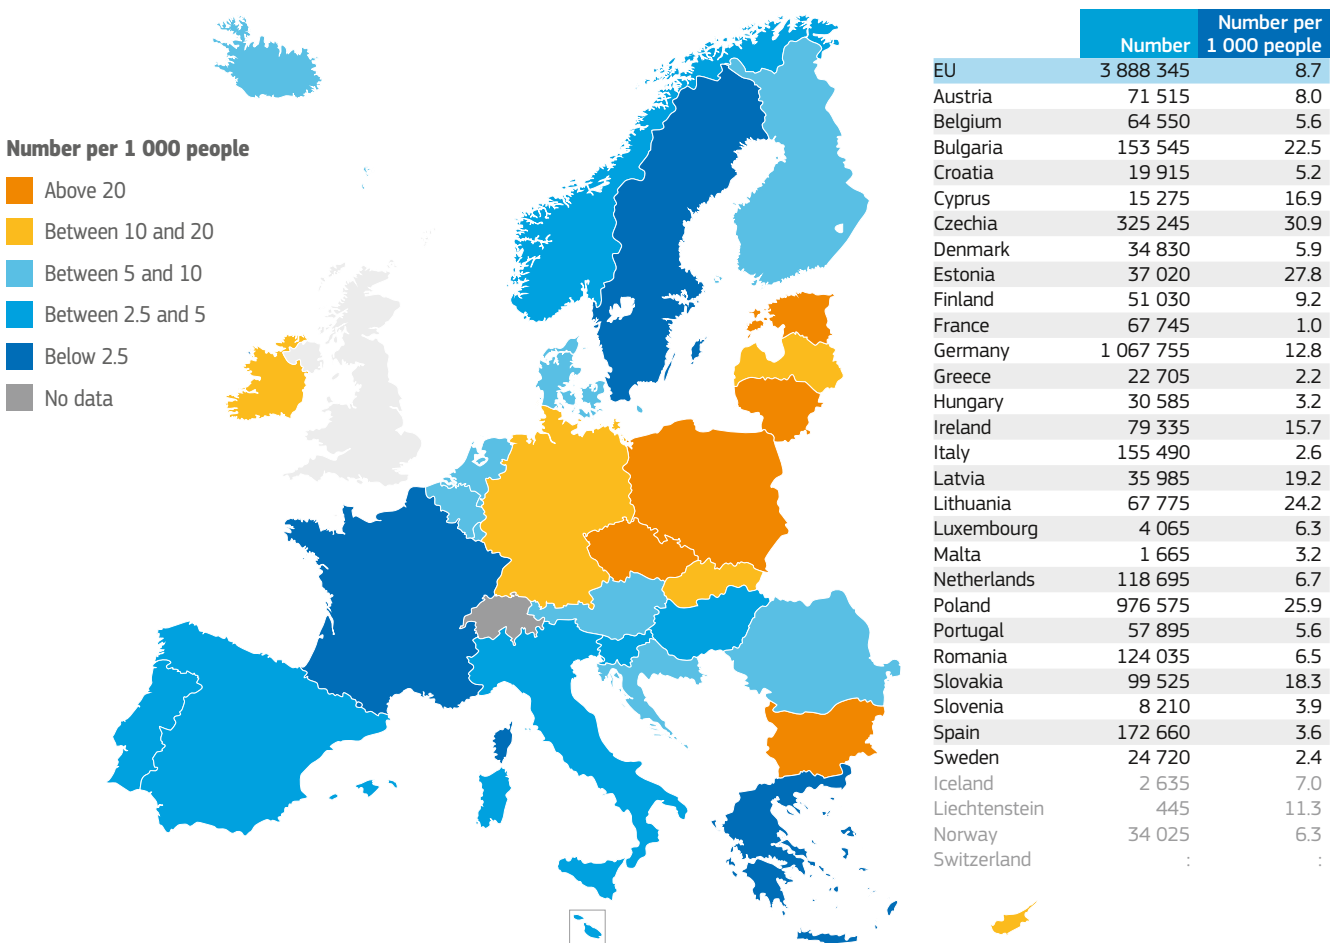 Number per 1 000 people
Above 20
Between 10 and 20
Between 5 and 10
Between 2.5 and 5
Below 2.5
No data
Number Number per 1 000 people
EU 3 888 345 8.7
Austria 71 515 8.0
Belgium 64 550 5.6
Bulgaria 153 545 22.5
Croatia 19 915 5.2
Cyprus 15 275 16.9
Czechia 325 245 30.9
Denmark 34 830 5.9
Estonia 37 020 27.8
Finland 51 030 9.2
France 67 745 1.0
Germany 1 067 755 12.8
Greece 22 705 2.2
Hungary 30 585 3.2
Ireland 79 335 15.7
Italy 155 490 2.6
Latvia 35 985 19.2
Lithuania 67 775 24.2
Luxembourg 4 065 6.3
Malta 1 665 3.2
Netherlands 118 695 6.7
Poland 976 575 25.9
Portugal 57 895 5.6
Romania 124 035 6.5
Slovakia 99 525 18.3
Slovenia 8 210 3.9
Spain 172 660 3.6
Sweden 24 720 2.4
Iceland 2 635 7.0
Liechtenstein 445 11.3
Norway 34 025 6.3
Switzerland : :